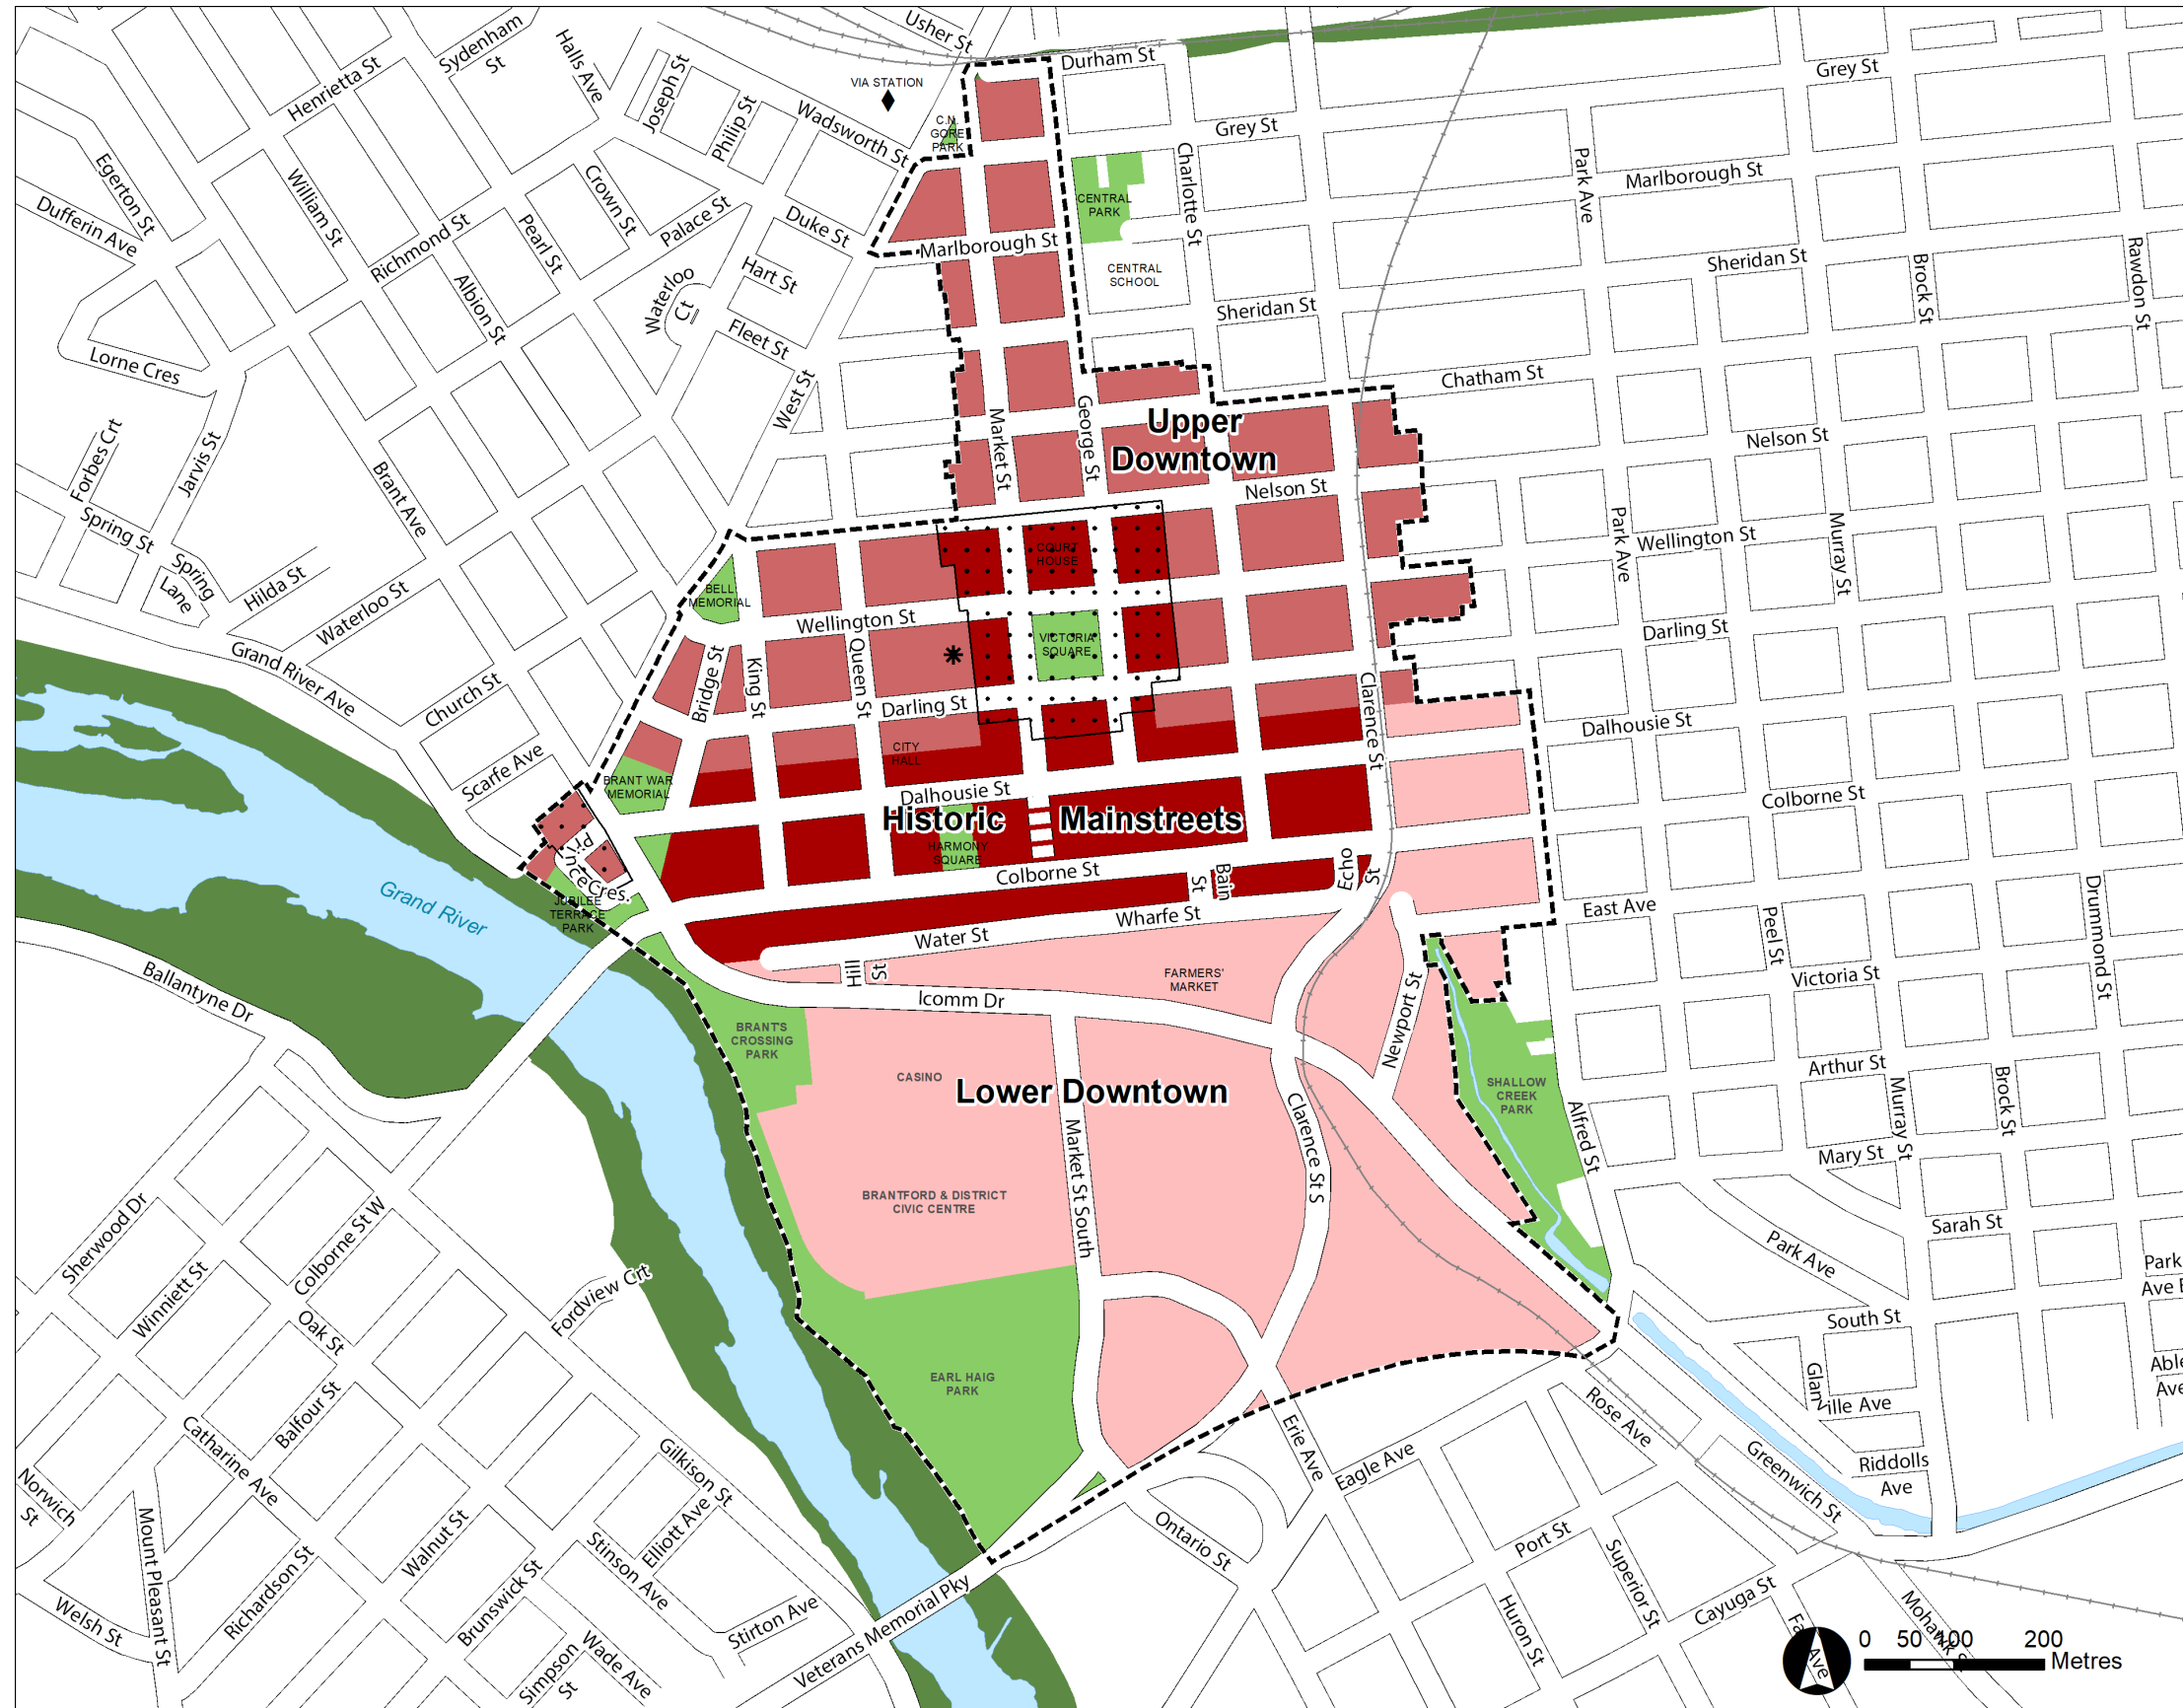 Usher St
Sydenham
St
Halls Ave
Henrietta St
Joseph St
Philip St
VIA STATION
Wadsworth St
C.N.
GORE
PARK
Durham St
Grey St
Grey St
Egerton St
Dufferin Ave
William St
Richmond St
Pearl St
Crown St
Palace St
Duke St
Hart St
Waterloo
Ct
Albion St
Fleet St
CENTRAL
PARK
Charlotte St
Park Ave
Marlborough St
Marlborough St
CENTRAL
SCHOOL
Sheridan St
Sheridan St
Brock St
Rawdon St
Lorne Cres
West St
Market St
George St
Chatham St
Upper
Downtown
Nelson St
Nelson St
Forbes Crt
Jarvis St
Brant Ave
Spring St
Spring
Lane
Hilda St
Waterloo St
COURT
HOUSE
Park Ave
Wellington St
Murray St
BELL
MEMORIAL
Wellington St
VICTORIA
SQUARE
Darling St
Grand River Ave
Bridge St
King St
Queen St
Darling St
Clarence St
Church St
Dalhousie St
CITY
HALL
Scarfe Ave
BRANT WAR
MEMORIAL
Dalhousie St
Colborne St
Historic Mainstreets
HARMONY
SQUARE
Prince Cres.
Colborne St
Bain
St
Echo
St
JUBILEE
TERRACE
PARK
Grand River
Wharfe St
Water St
East Ave
Peel St
Drummond St
Hill
St
FARMERS'
MARKET
Victoria St
Ballantyne Dr
Icomm Dr
Newport St
BRANT'S
CROSSING
PARK
CASINO
Lower Downtown
SHALLOW
CREEK
PARK
Arthur St
Murray St
Brock St
Clarence St S
Market St South
Alfred St
Mary St
BRANTFORD & DISTRICT
CIVIC CENTRE
Sarah St
Park Ave
Sherwood Dr
Colborne St W
Winniett St
Oak St
Fordview Crt
Park
Ave E
South St
EARL HAIG
PARK
Balfour St
Catharine Ave
Gilkison St
Erie Ave
Eagle Ave
Rose Ave
Glanville Ave
Able
Ave
Riddolls
Ave
Greenwich St
Norwich
St
Mount Pleasant St
Walnut St
Elliott Ave
Stinson Ave
Ontario St
Port St
Superior St
Richardson St
Brunswick St
Welsh St
Stirton Ave
Veterans Memorial Pky
Simpson
St
Wade Ave
Huron St
Cayuga St
0 50 100 200
Metres